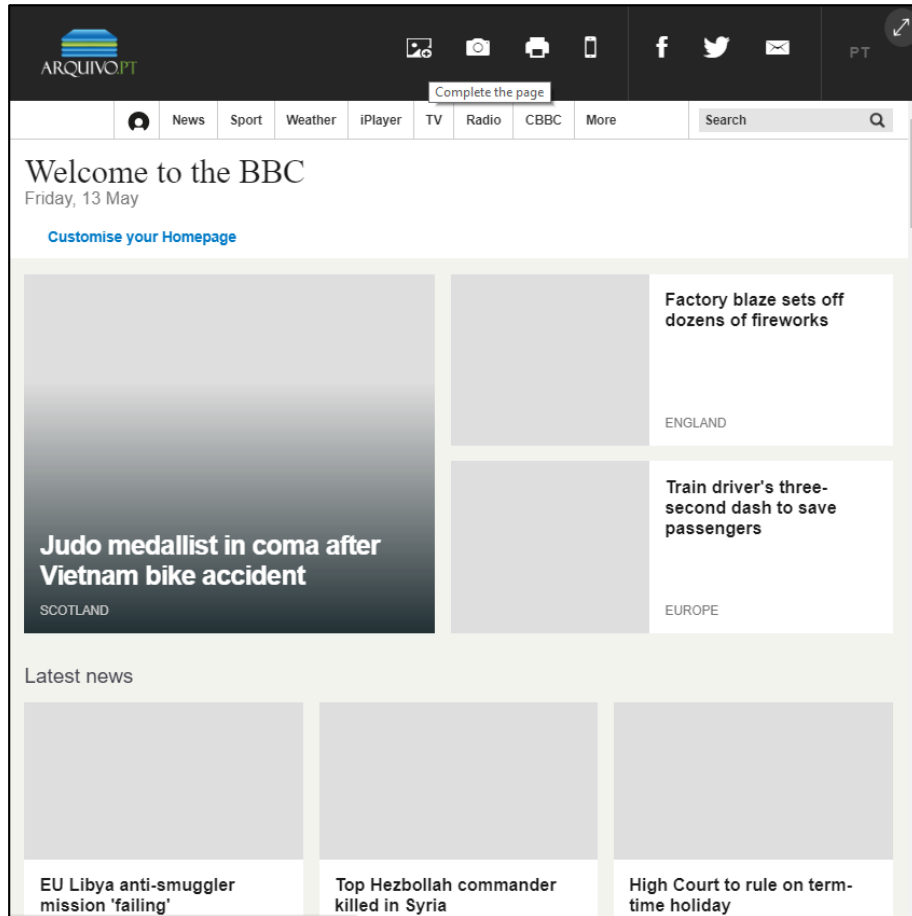 ARQUIVO.PT
PT
Complete the page
News Sport Weather iPlayer TV Radio CBBC More Search
Welcome to the BBC
Friday, 13 May
Customise your Homepage
Judo medallist in coma after
Vietnam bike accident
SCOTLAND
Factory blaze sets off
dozens of fireworks
ENGLAND
Train driver's three-
second dash to save
passengers
EUROPE
Latest news
EU Libya anti-smuggler
mission 'failing'
Top Hezbollah commander
killed in Syria
High Court to rule on term-
time holiday